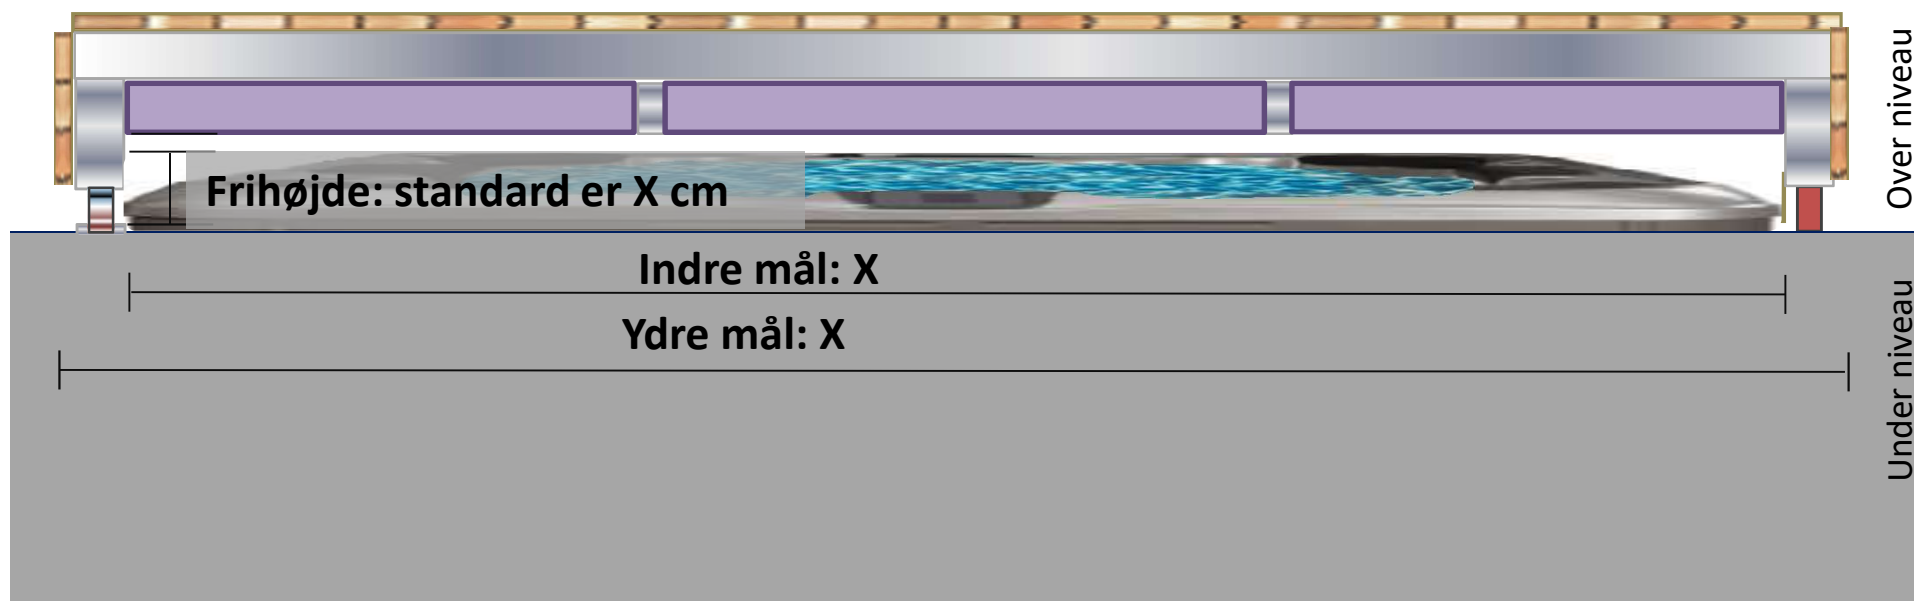 Over niveau
Frihøjde: standard er X cm
Indre mål: X
Ydre mål: X
Under niveau